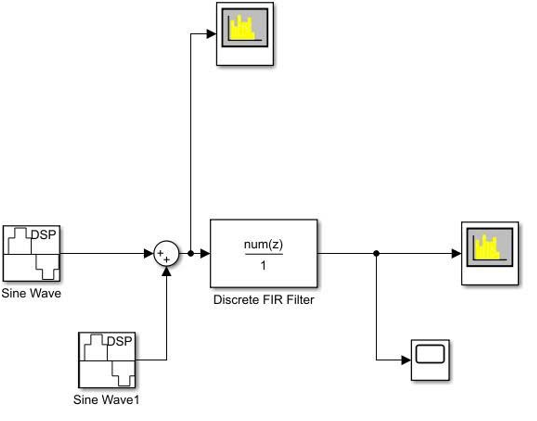 DSP
Sine Wave
++
num(z)
1
Discrete FIR Filter
DSP
Sine Wave1